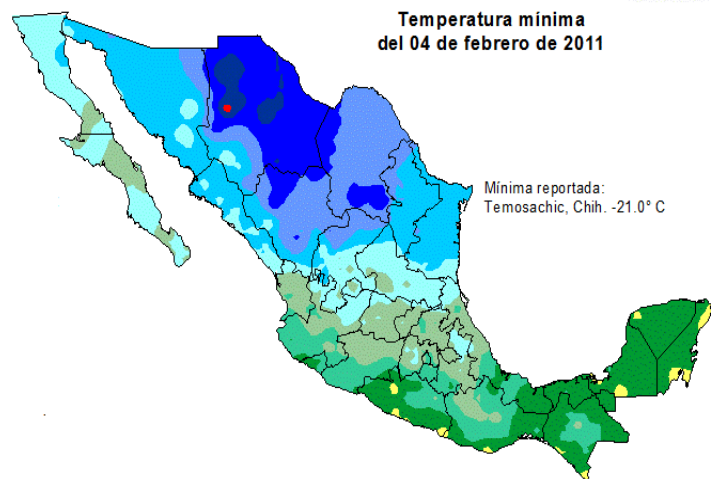 Temperatura mínima
del 04 de febrero de 2011
Mínima reportada:
Temosachic, Chih. -21.0° C